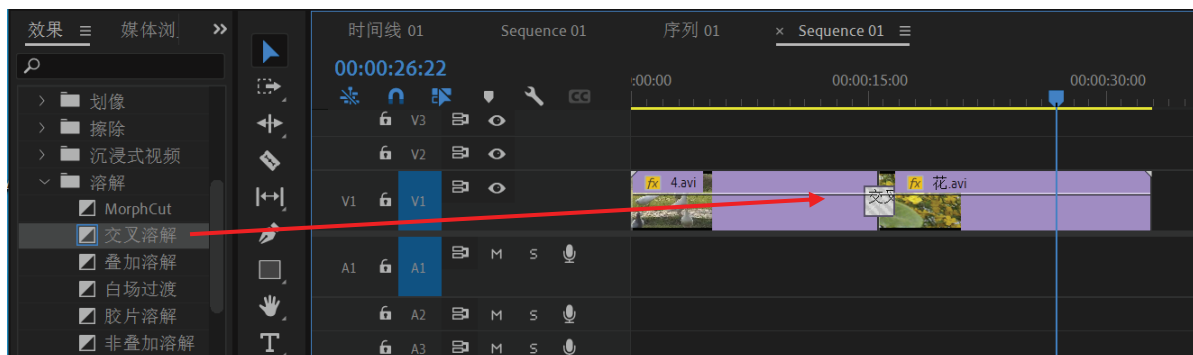 效果 媒体浏
划像
擦除
沉浸式视频
溶解
MorphCut
交叉溶解
叠加溶解
白场过渡
胶片溶解
非叠加溶解
T
时间线 01 Sequence 01 序列 01 × Sequence 01
00:00:26:22
:00:00 00:00:15:00 00:00:30:00
CC
V3
V2
V1 V1
fx 4.avi 交叉 fx 花.avi
A1 A1 M S
A2 M S
A3 M S